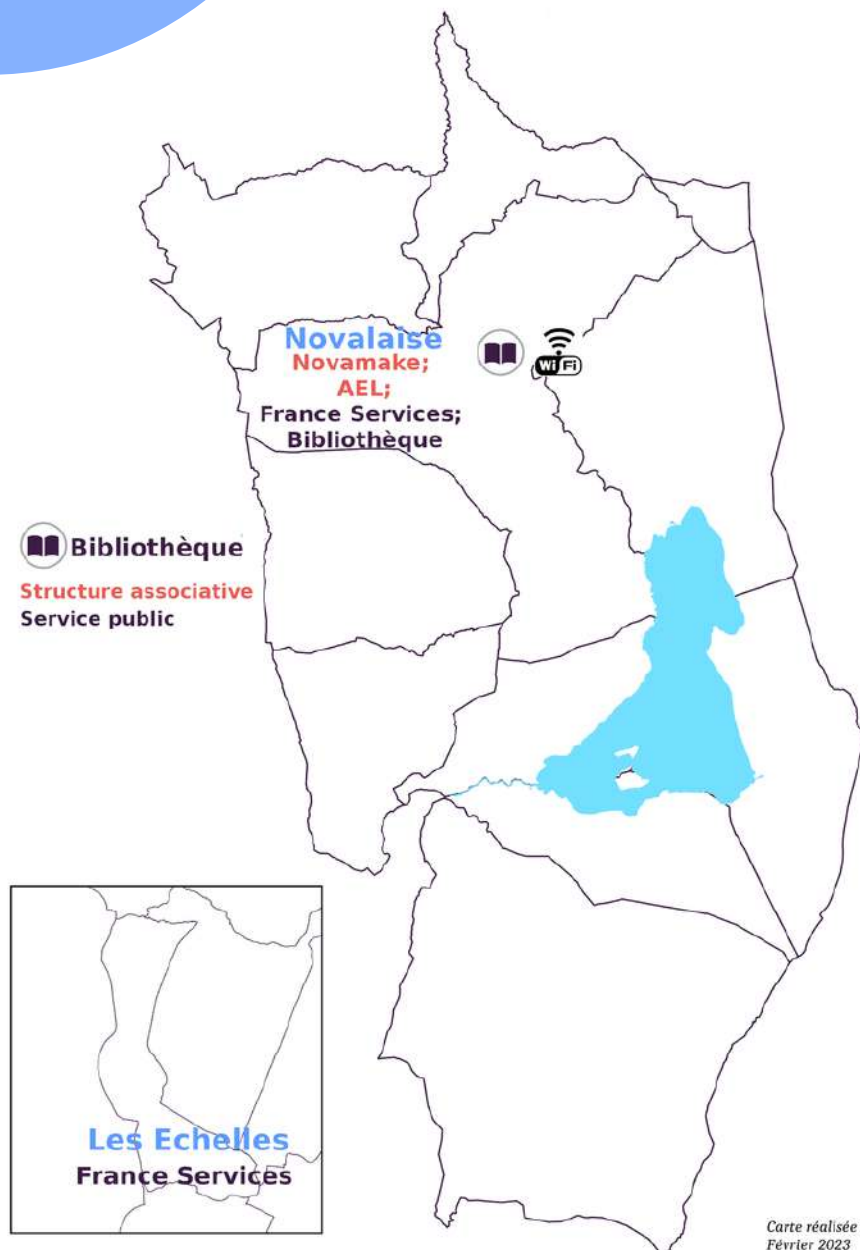 Novalaise
Novamake;
AEL;
France Services;
Bibliothèque
Wi Fi
Bibliothèque
Structure associative
Service public
Les Echelles
France Services
Carte réalisée
Février 2023